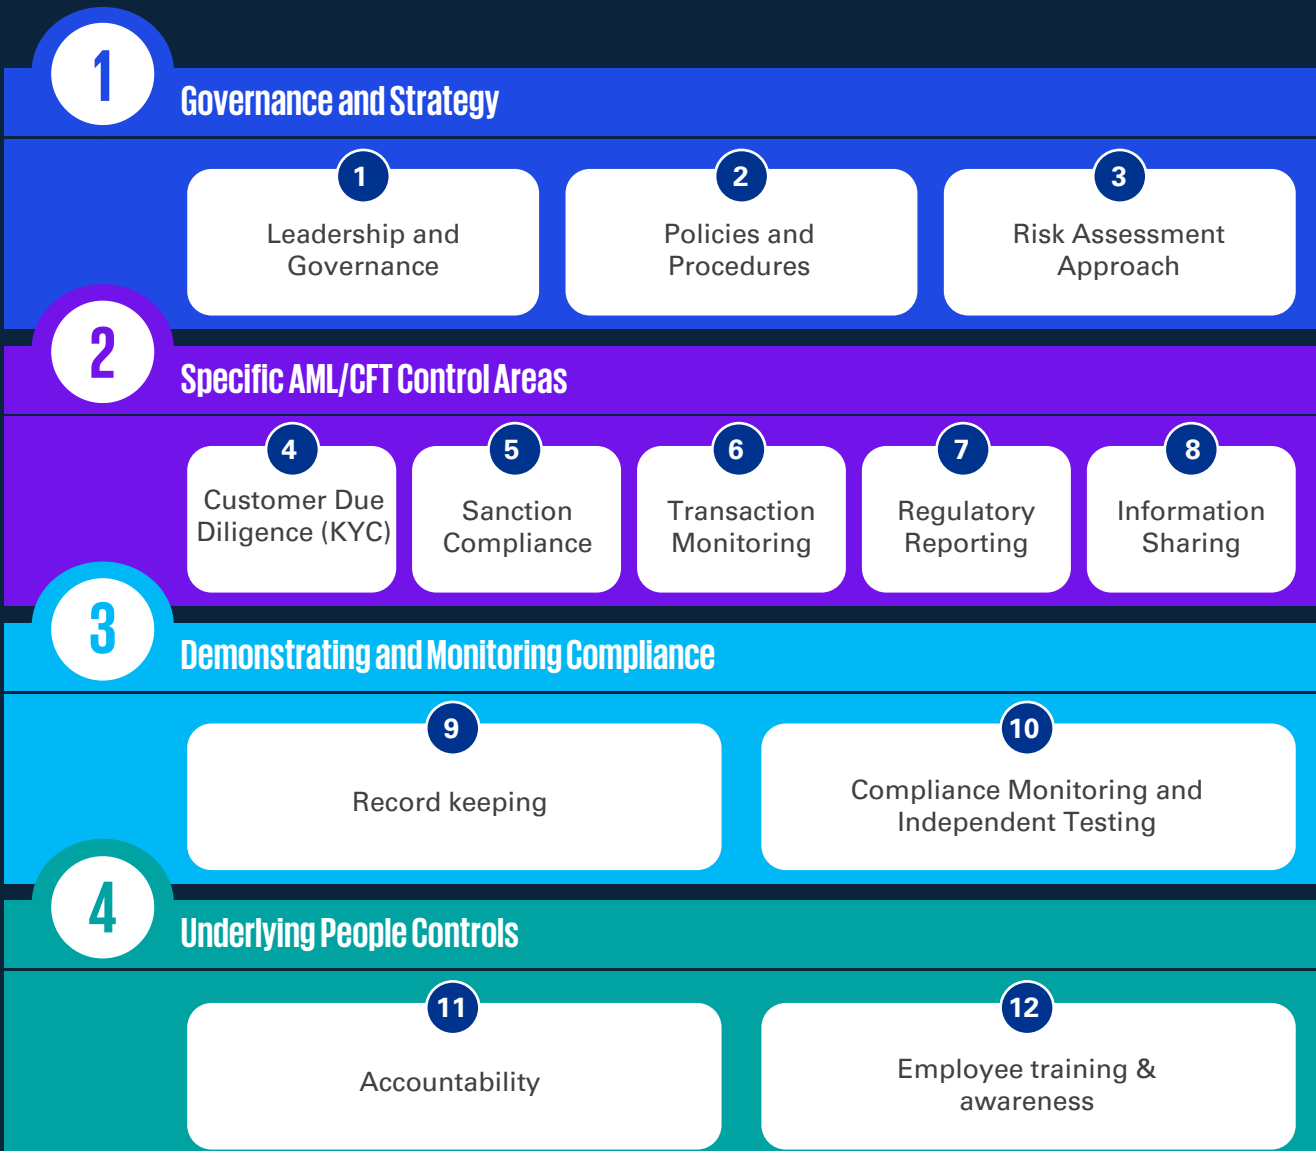 1
Governance and Strategy
1
Leadership and
Governance
2
Policies and
Procedures
3
Risk Assessment
Approach
2
Specific AML/CFT Control Areas
4
Customer Due
Diligence (KYC)
5
Sanction
Compliance
6
Transaction
Monitoring
7
Regulatory
Reporting
8
Information
Sharing
3
Demonstrating and Monitoring Compliance
9
Record keeping
10
Compliance Monitoring and
Independent Testing
4
Underlying People Controls
11
Accountability
12
Employee training &
awareness